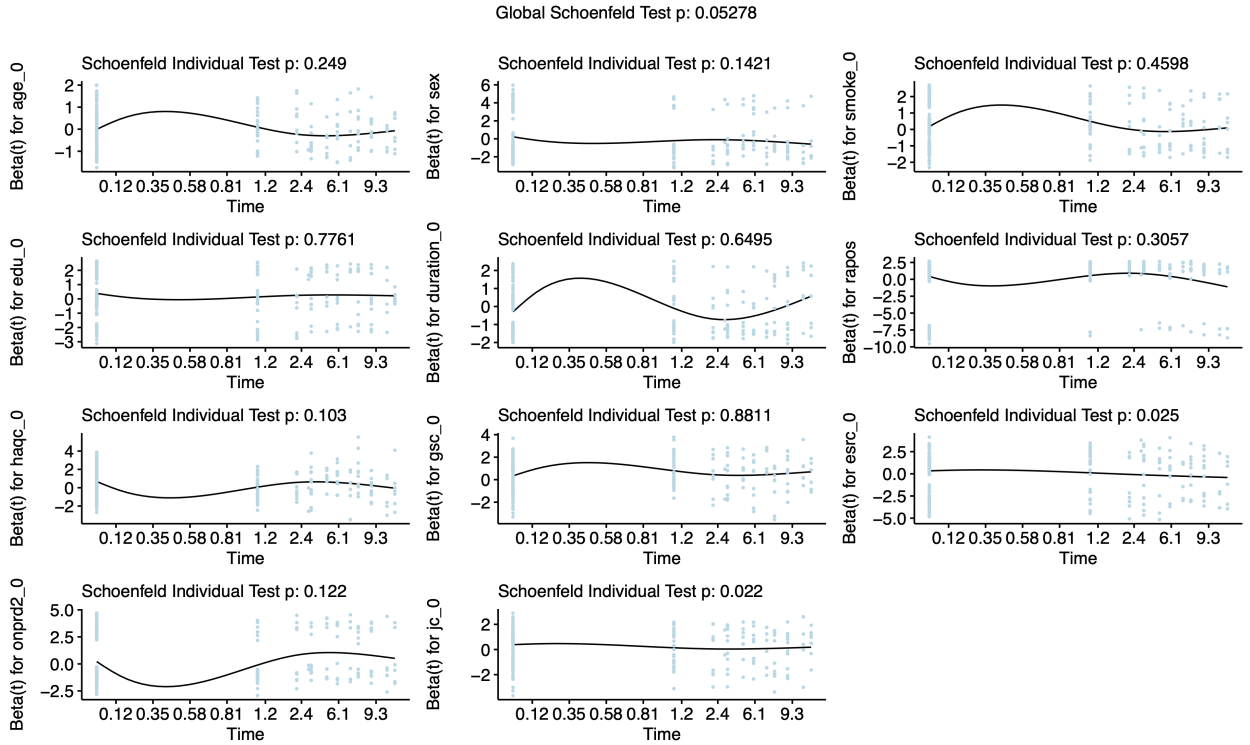 Global Schoenfeld Test p: 0.05278
Schoenfeld Individual Test p: 0.249
Beta(t) for age_0
2
1
0
−1
0.12 0.35 0.58 0.81 1.2 2.4 6.1 9.3
Time
Schoenfeld Individual Test p: 0.1421
Beta(t) for sex
6
4
2
0
−2
0.12 0.35 0.58 0.81 1.2 2.4 6.1 9.3
Time
Schoenfeld Individual Test p: 0.4598
Beta(t) for smoke_0
2
1
0
−1
−2
0.12 0.35 0.58 0.81 1.2 2.4 6.1 9.3
Time
Schoenfeld Individual Test p: 0.7761
Beta(t) for edu_0
2
1
0
−1
−2
−3
0.12 0.35 0.58 0.81 1.2 2.4 6.1 9.3
Time
Schoenfeld Individual Test p: 0.6495
Beta(t) for duration_0
2
1
0
−1
−2
0.12 0.35 0.58 0.81 1.2 2.4 6.1 9.3
Time
Schoenfeld Individual Test p: 0.3057
Beta(t) for rapos
2.5
0.0
−2.5
−5.0
−7.5
−10.0
0.12 0.35 0.58 0.81 1.2 2.4 6.1 9.3
Time
Schoenfeld Individual Test p: 0.103
Beta(t) for haqc_0
4
2
0
−2
0.12 0.35 0.58 0.81 1.2 2.4 6.1 9.3
Time
Schoenfeld Individual Test p: 0.8811
Beta(t) for gsc_0
4
2
0
−2
0.12 0.35 0.58 0.81 1.2 2.4 6.1 9.3
Time
Schoenfeld Individual Test p: 0.025
Beta(t) for esrc_0
2.5
0.0
−2.5
−5.0
0.12 0.35 0.58 0.81 1.2 2.4 6.1 9.3
Time
Schoenfeld Individual Test p: 0.122
Beta(t) for onprd2_0
5.0
2.5
0.0
−2.5
0.12 0.35 0.58 0.81 1.2 2.4 6.1 9.3
Time
Schoenfeld Individual Test p: 0.022
Beta(t) for jc_0
2
0
−2
0.12 0.35 0.58 0.81 1.2 2.4 6.1 9.3
Time